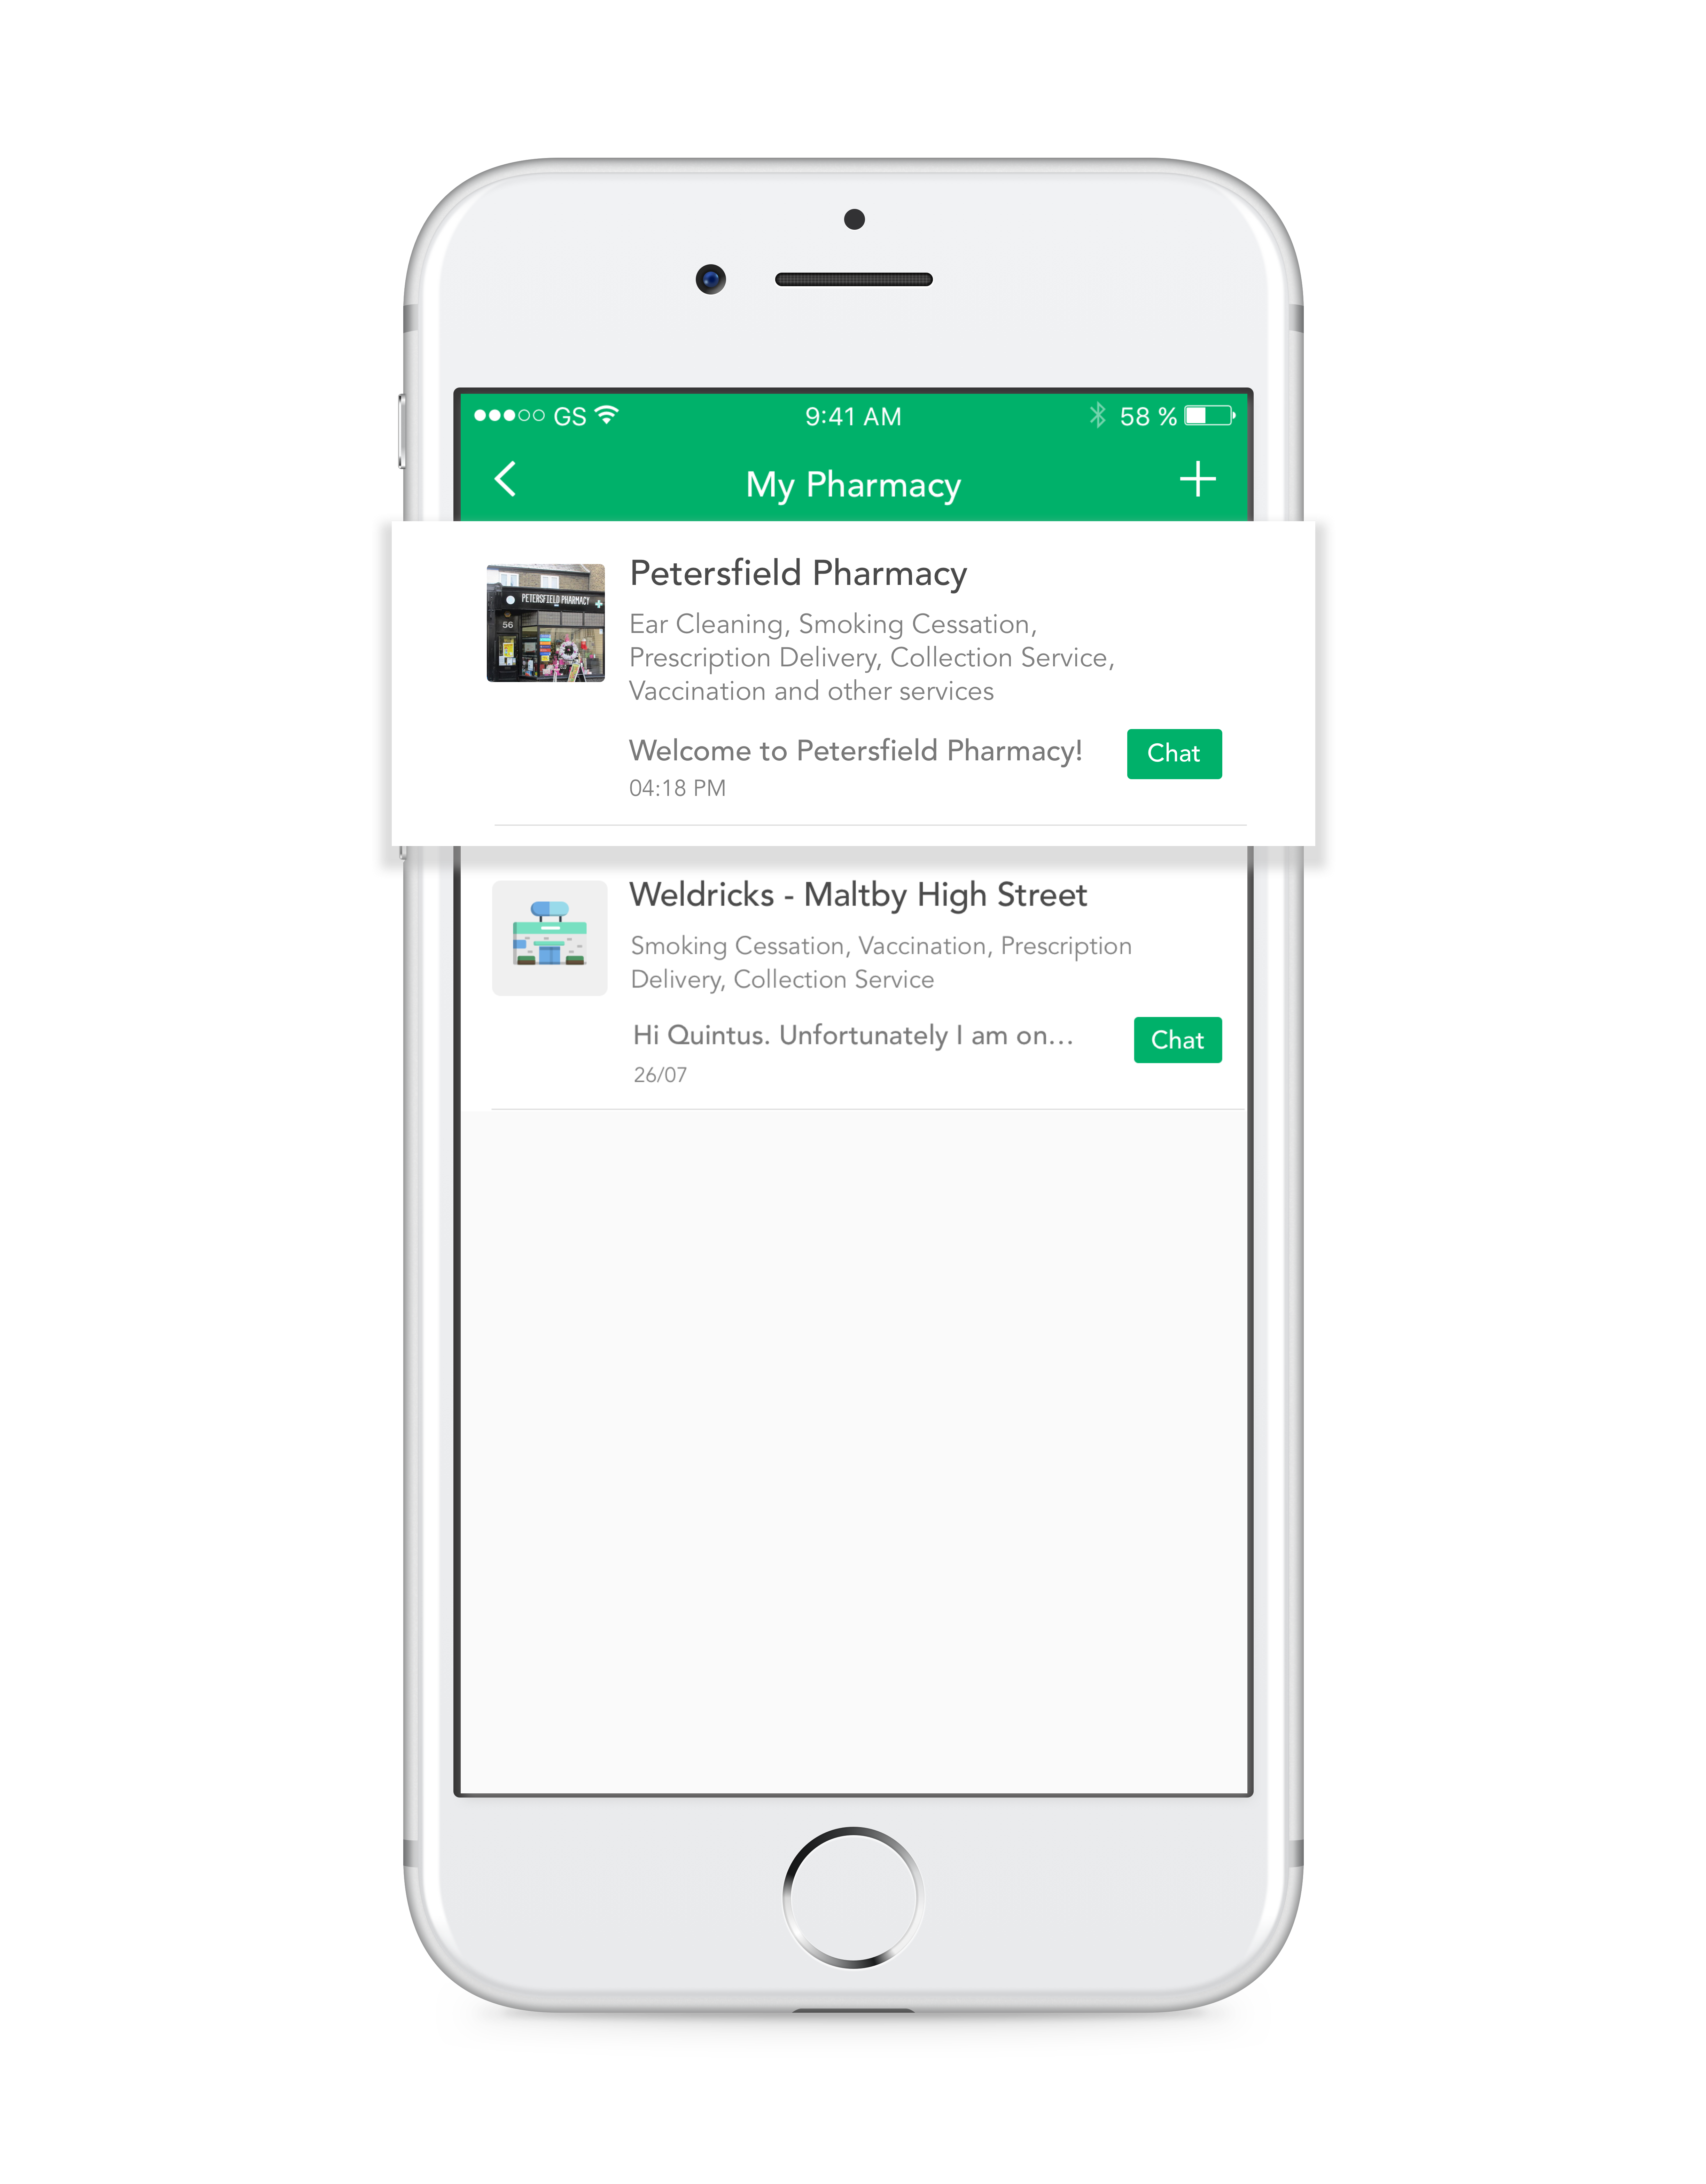 GS 9:41 AM 58 %
My Pharmacy
Petersfield Pharmacy
PETERSFIELD PHARMACY
56
Ear Cleaning, Smoking Cessation,
Prescription Delivery, Collection Service,
Vaccination and other services
Welcome to Petersfield Pharmacy!
Chat
04:18 PM
Weldricks - Maltby High Street
Smoking Cessation, Vaccination, Prescription
Delivery, Collection Service
Hi Quintus. Unfortunately I am on...
Chat
26/07